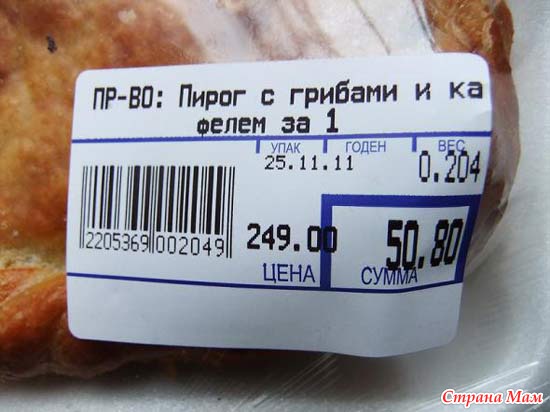 ПР-ВО: Пирог с грибами и ка
фелем за 1
УПАК ГОДЕН ВЕС
25.11.11 0.204
2205369 002049
249.00 50.80
ЦЕНА СУММА
Страна Мам